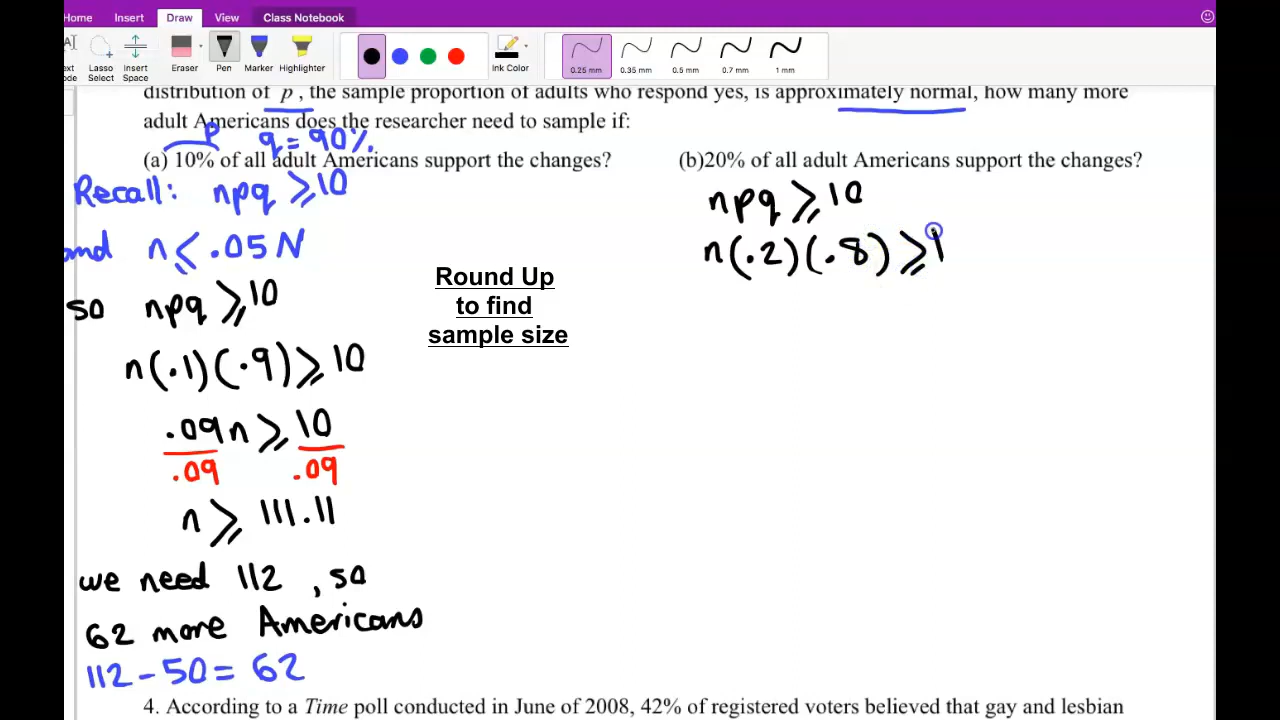 Home Insert Draw View Class Notebook
Lasso Select
Insert Space
Eraser
Pen
Marker
Highlighter
Ink Color
0.25 mm 0.35 mm 0.5 mm 0.7 mm 1 mm
distribution of p, the sample proportion of adults who respond yes, is approximately normal, how many more
adult Americans does the researcher need to sample if:
p q = 90%.
(a) 10% of all adult Americans support the changes?
Recall: npq ≥ 10
and n ≤ .05N
so npq ≥ 10
n(.1)(.9) ≥ 10
.09n ≥ 10
.09 .09
n ≥ 111.11
we need 112, so
62 more Americans
112 - 50 = 62
Round Up
to find
sample size
(b)20% of all adult Americans support the changes?
npq ≥ 10
n(.2)(.8) ≥ 1
4. According to a Time poll conducted in June of 2008, 42% of registered voters believed that gay and lesbian